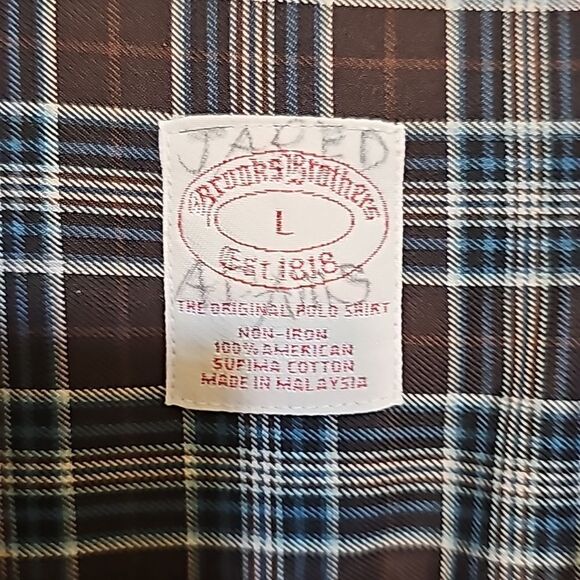 JARED
Brooks Brothers
L
EST. 1818
THE ORIGINAL POLO SHIRT
NON-IRON
100% AMERICAN
SUPIMA COTTON
MADE IN MALAYSIA